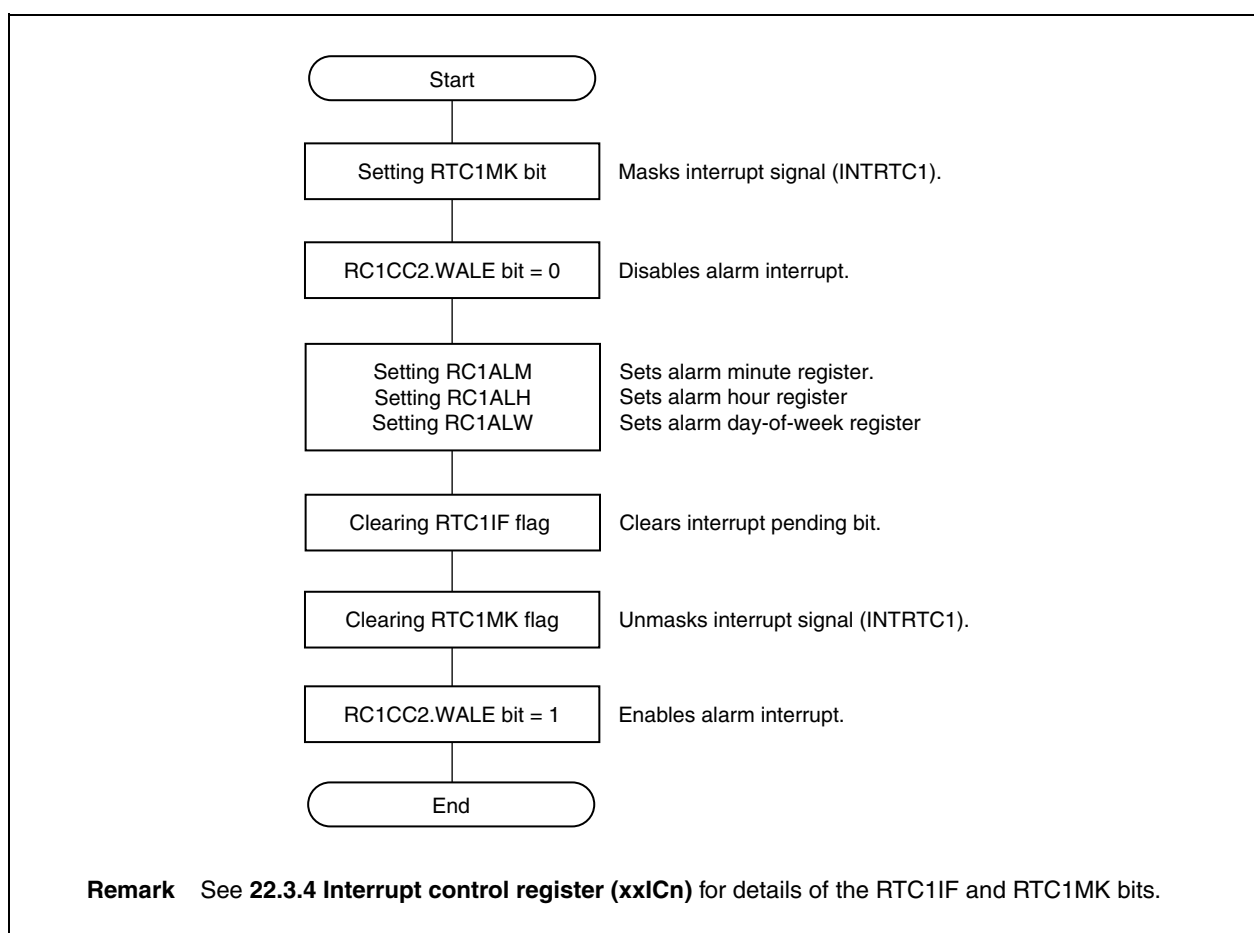 Start
Setting RTC1MK bit
Masks interrupt signal (INTRTC1).
RC1CC2.WALE bit = 0
Disables alarm interrupt.
Setting RC1ALM
Sets alarm minute register.
Setting RC1ALH
Sets alarm hour register
Setting RC1ALW
Sets alarm day-of-week register
Clearing RTC1IF flag
Clears interrupt pending bit.
Clearing RTC1MK flag
Unmasks interrupt signal (INTRTC1).
RC1CC2.WALE bit = 1
Enables alarm interrupt.
End
Remark See 22.3.4 Interrupt control register (xxICn) for details of the RTC1IF and RTC1MK bits.